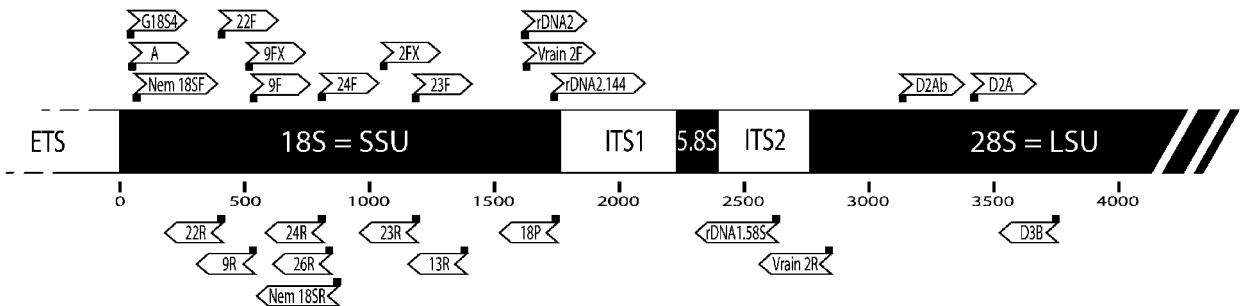 G18S4 22F rDNA2
A 9FX 2FX Vrain 2F
Nem 18SF 9F 24F 23F rDNA2.144 D2Ab D2A
ETS 18S = SSU ITS1 5.8S ITS2 28S = LSU
0 500 1000 1500 2000 2500 3000 3500 4000
22R 24R 23R 18P rDNA1.58S D3B
9R 26R 13R Vrain 2R
Nem 18SR